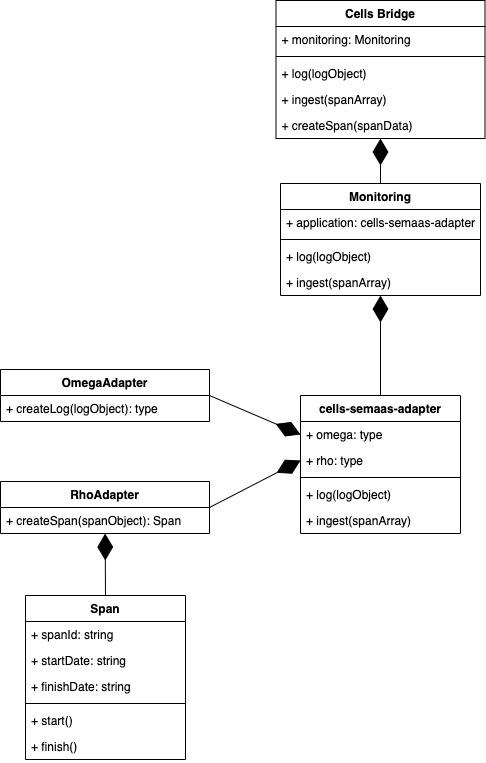 Cells Bridge
+ monitoring: Monitoring
+ log(logObject)
+ ingest(spanArray)
+ createSpan(spanData)
Monitoring
+ application: cells-semaas-adapter
+ log(logObject)
+ ingest(spanArray)
OmegaAdapter
+ createLog(logObject): type
cells-semaas-adapter
+ omega: type
+ rho: type
+ log(logObject)
+ ingest(spanArray)
RhoAdapter
+ createSpan(spanObject): Span
Span
+ spanId: string
+ startDate: string
+ finishDate: string
+ start()
+ finish()